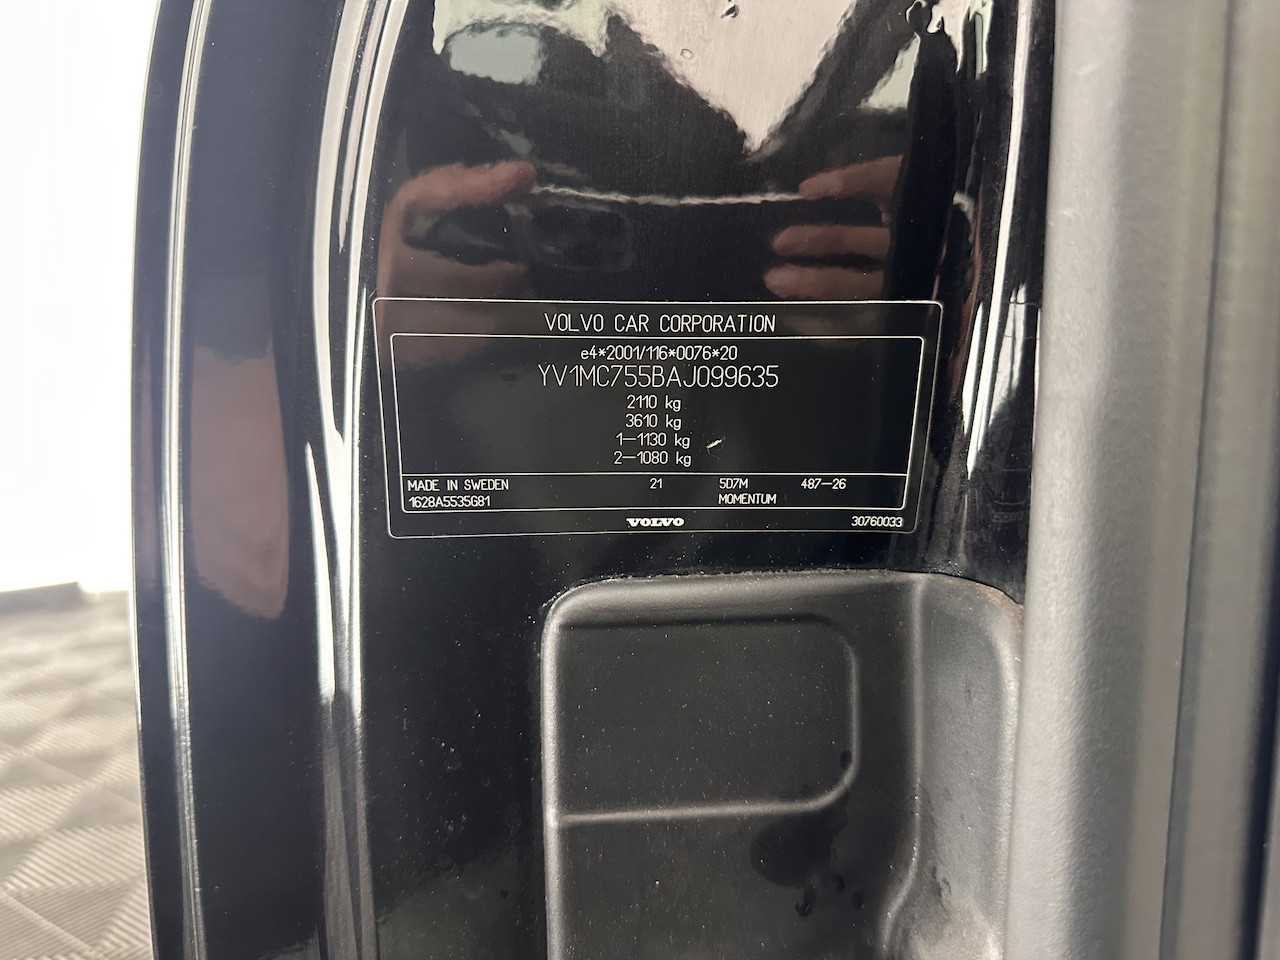 VOLVO CAR CORPORATION
e4*2001/116*0076*20
YV1MC755BAJ099635
2110 kg
3610 kg
1-1130 kg
2-1080 kg
MADE IN SWEDEN 21 5D7M 487-26
1628A5535G81 MOMENTUM
VOLVO 30760033